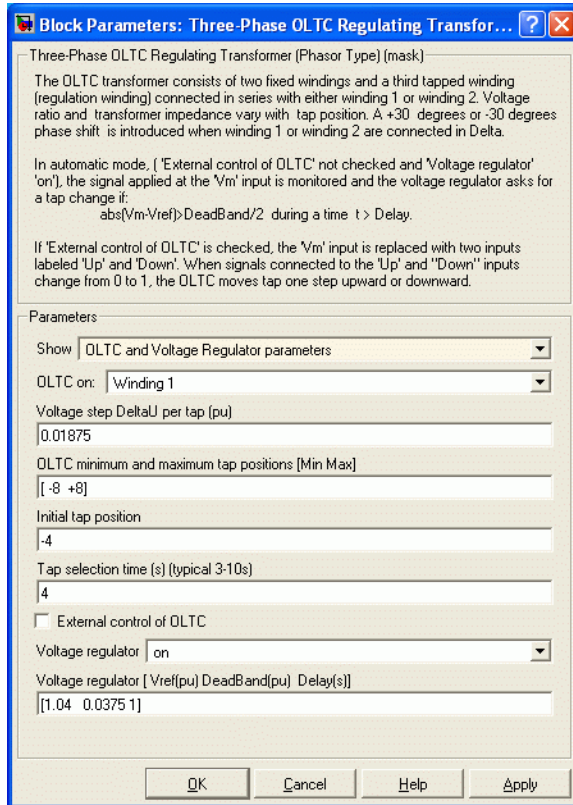 Block Parameters: Three-Phase OLTC Regulating Transfor...
Three-Phase OLTC Regulating Transformer (Phasor Type) (mask)
The OLTC transformer consists of two fixed windings and a third tapped winding
(regulation winding) connected in series with either winding 1 or winding 2. Voltage
ratio and transformer impedance vary with tap position. A +30 degrees or -30 degrees
phase shift is introduced when winding 1 or winding 2 are connected in Delta.
In automatic mode, ( 'External control of OLTC' not checked and 'Voltage regulator'
'on'), the signal applied at the 'Vm' input is monitored and the voltage regulator asks for
a tap change if:
abs(Vm-Vref)>DeadBand/2 during a time t > Delay.
If 'External control of OLTC' is checked, the 'Vm' input is replaced with two inputs
labeled 'Up' and 'Down'. When signals connected to the 'Up' and "Down" inputs
change from 0 to 1, the OLTC moves tap one step upward or downward.
Parameters
Show OLTC and Voltage Regulator parameters
OLTC on: Winding 1
Voltage step DeltaU per tap (pu)
0.01875
OLTC minimum and maximum tap positions [Min Max]
[ -8 +8]
Initial tap position
-4
Tap selection time (s) (typical 3-10s)
4
External control of OLTC
Voltage regulator on
Voltage regulator [ Vref(pu) DeadBand(pu) Delay(s)]
[1.04 0.0375 1]
OK Cancel Help Apply